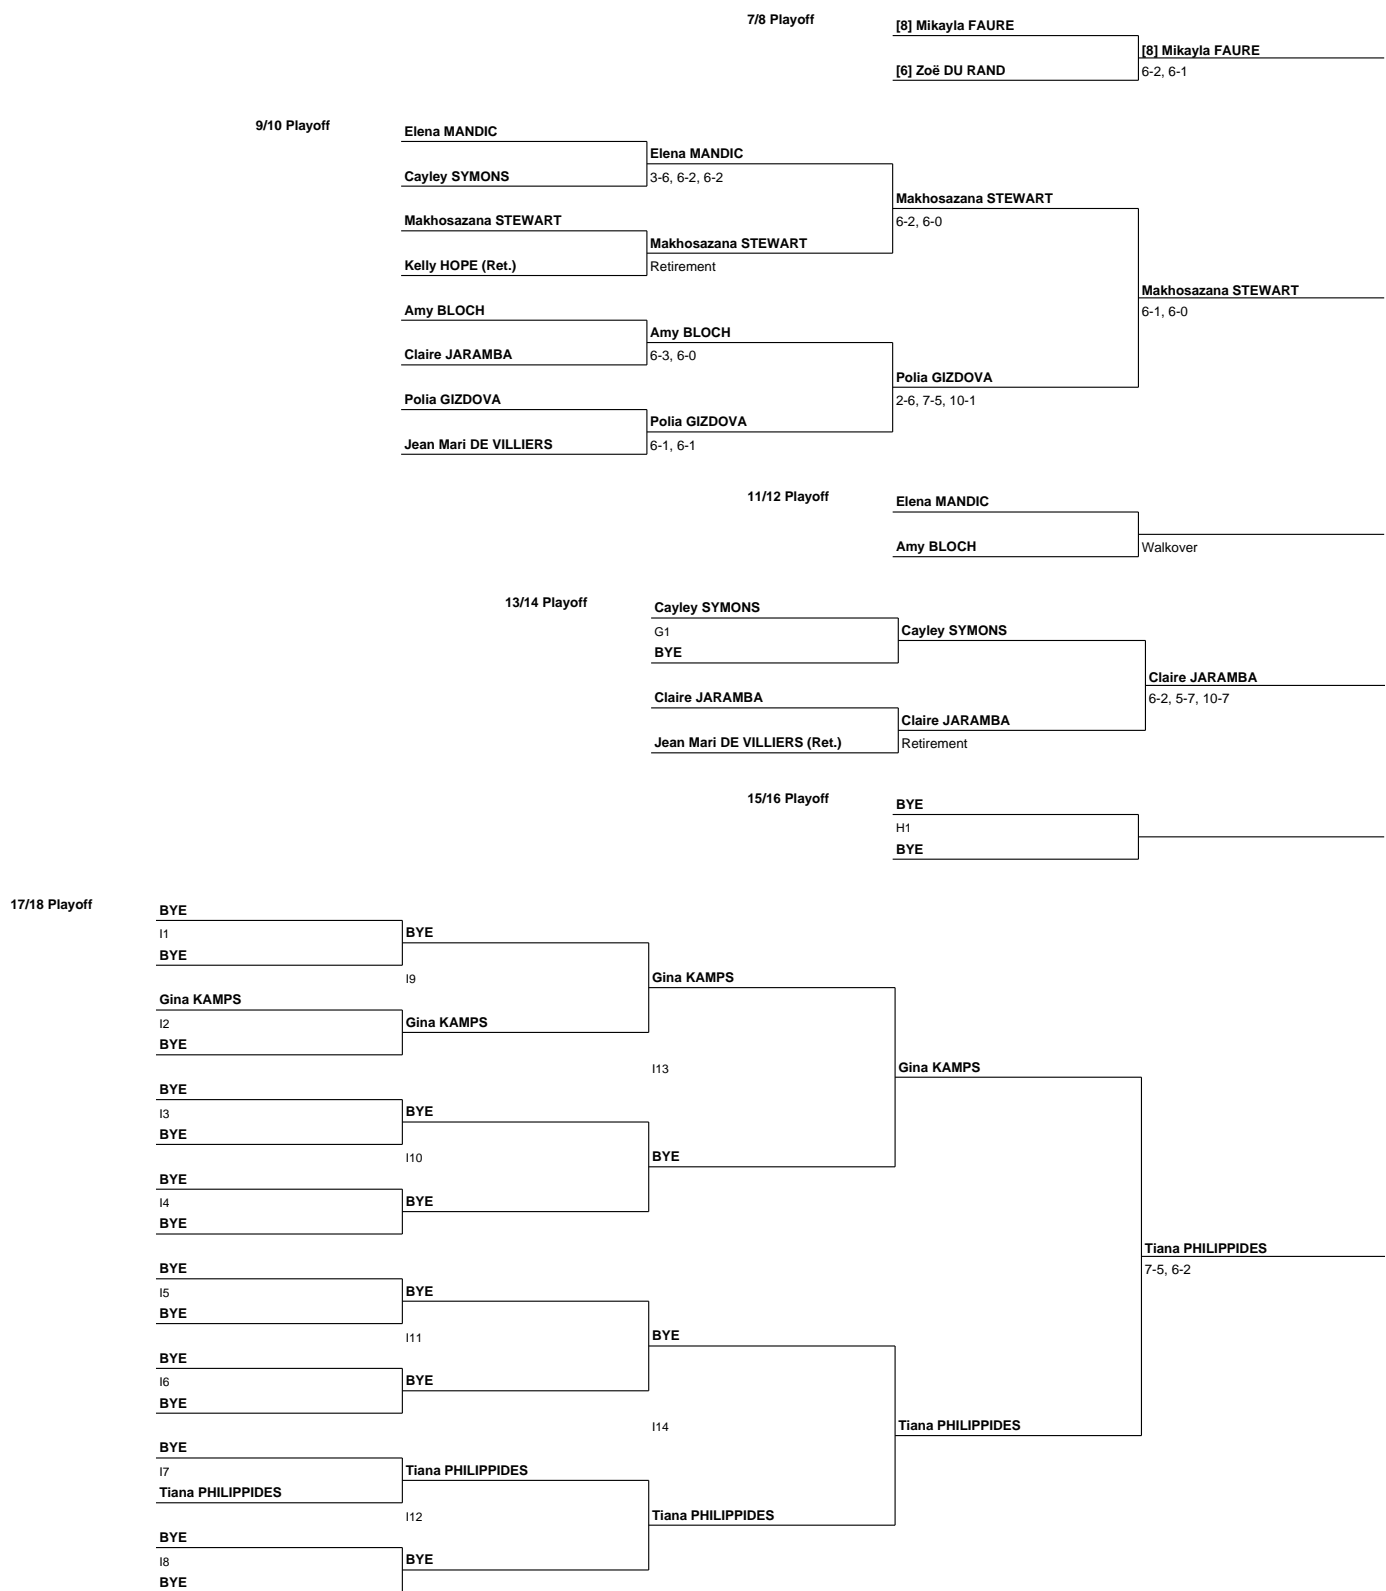 7/8 Playoff
[8] Mikayla FAURE
[8] Mikayla FAURE
[6] Zoë DU RAND
6-2, 6-1
9/10 Playoff
Elena MANDIC
Elena MANDIC
Cayley SYMONS
3-6, 6-2, 6-2
Makhosazana STEWART
Makhosazana STEWART
6-2, 6-0
Makhosazana STEWART
Kelly HOPE (Ret.)
Retirement
Makhosazana STEWART
6-1, 6-0
Amy BLOCH
Amy BLOCH
Claire JARAMBA
6-3, 6-0
Polia GIZDOVA
2-6, 7-5, 10-1
Polia GIZDOVA
Polia GIZDOVA
Jean Mari DE VILLIERS
6-1, 6-1
11/12 Playoff
Elena MANDIC
Amy BLOCH
Walkover
13/14 Playoff
Cayley SYMONS
G1
Cayley SYMONS
BYE
Claire JARAMBA
6-2, 5-7, 10-7
Claire JARAMBA
Claire JARAMBA
Jean Mari DE VILLIERS (Ret.)
Retirement
15/16 Playoff
BYE
H1
BYE
17/18 Playoff
BYE
I1
BYE
BYE
I9
Gina KAMPS
Gina KAMPS
I2
Gina KAMPS
BYE
I13
Gina KAMPS
BYE
I3
BYE
BYE
I10
BYE
BYE
I4
BYE
BYE
Tiana PHILIPPIDES
7-5, 6-2
BYE
I5
BYE
BYE
I11
BYE
BYE
I6
BYE
BYE
I14
Tiana PHILIPPIDES
BYE
I7
Tiana PHILIPPIDES
Tiana PHILIPPIDES
I12
Tiana PHILIPPIDES
BYE
I8
BYE
BYE